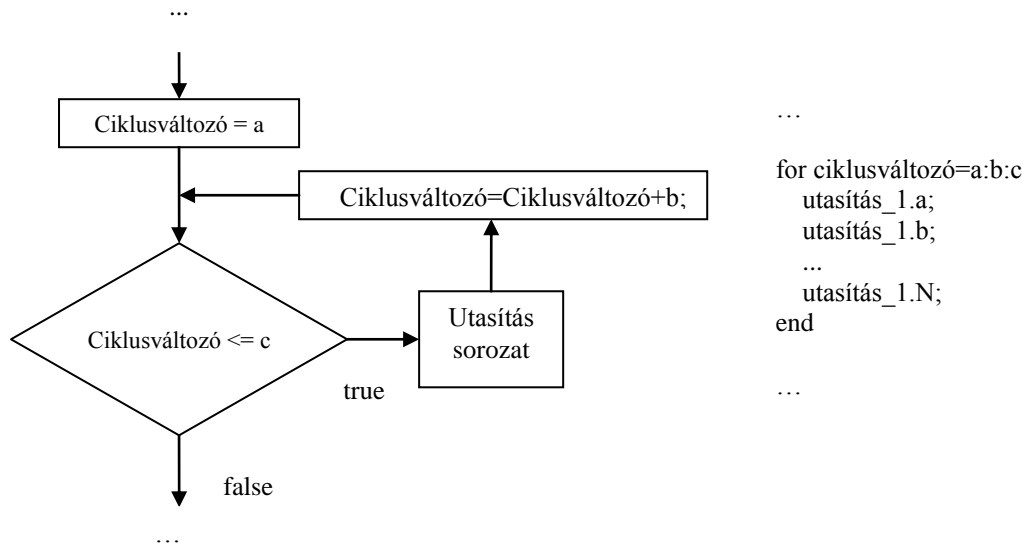 ...
Ciklusváltozó = a
Ciklusváltozó=Ciklusváltozó+b;
Ciklusváltozó <= c
Utasítás
sorozat
true
false
...
...
for ciklusváltozó=a:b:c
utasítás_1.a;
utasítás_1.b;
...
utasítás_1.N;
end
...